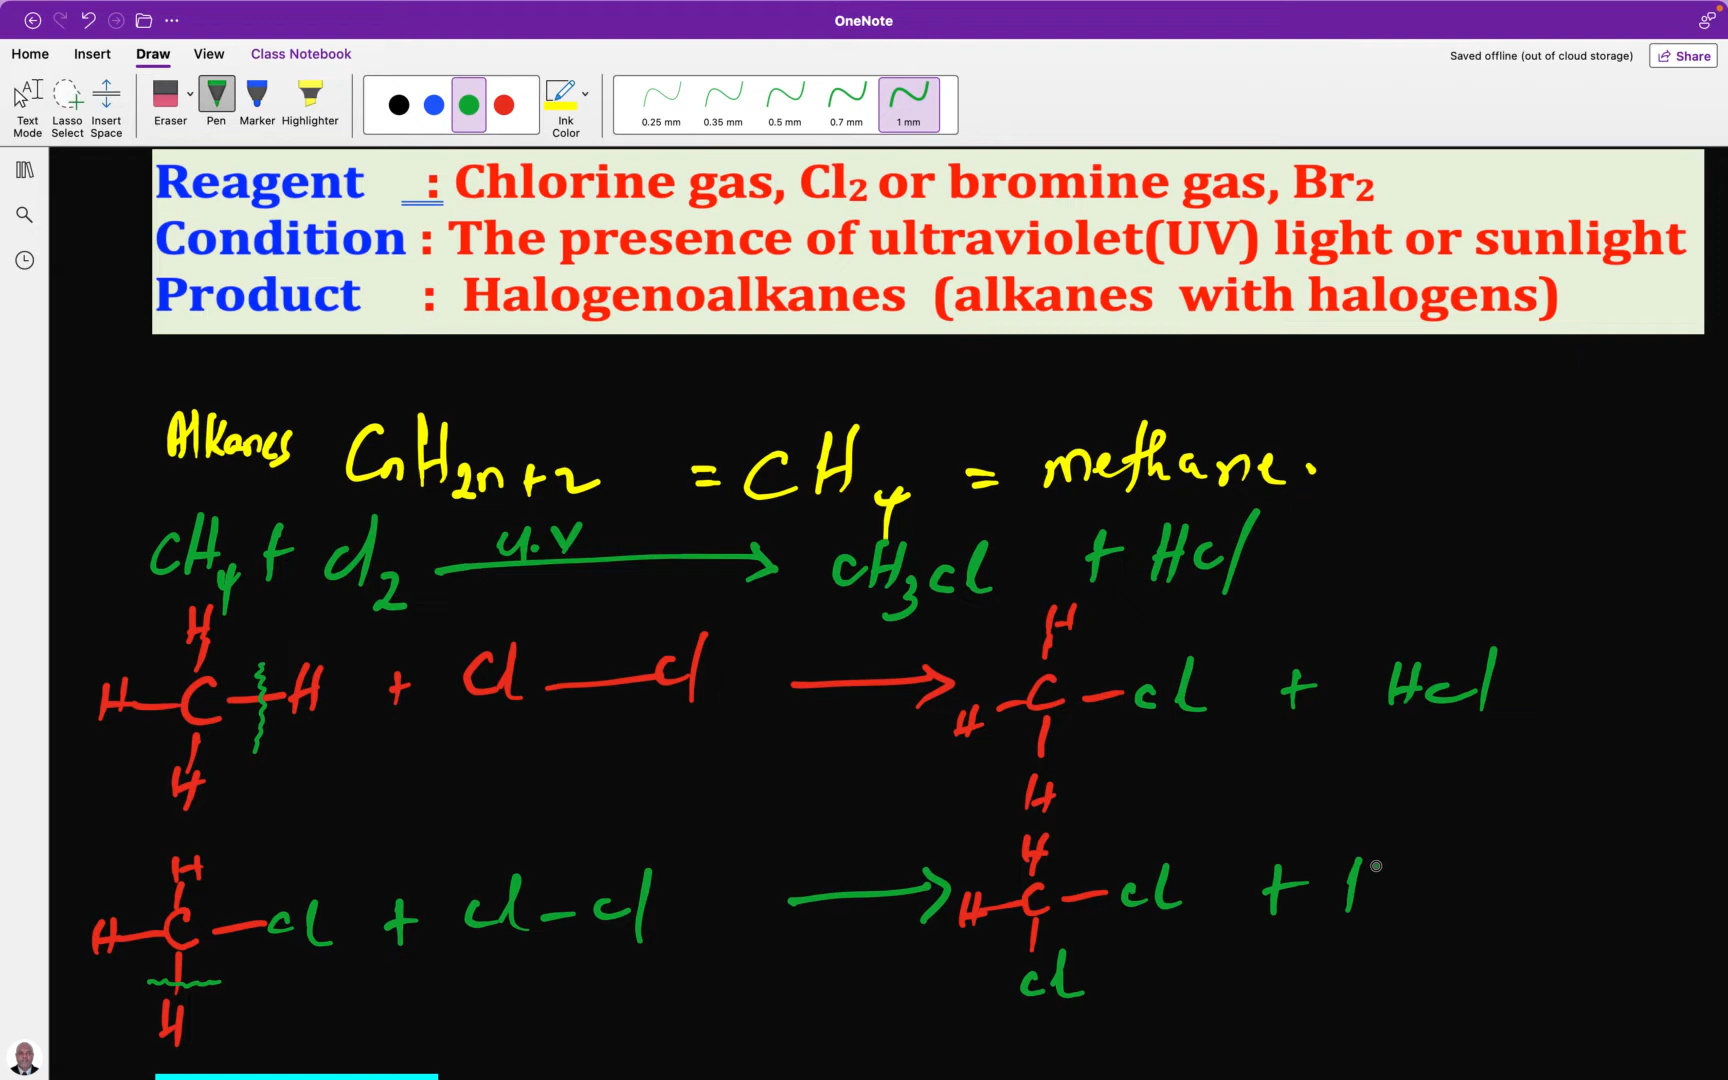 OneNote
Home Insert Draw View Class Notebook
Saved offline (out of cloud storage) Share
Text Mode
Lasso Select
Insert Space
Eraser
Pen
Marker
Highlighter
Ink Color
0.25 mm 0.35 mm 0.5 mm 0.7 mm 1 mm
Reagent : Chlorine gas, Cl₂ or bromine gas, Br₂
Condition : The presence of ultraviolet(UV) light or sunlight
Product : Halogenoalkanes (alkanes with halogens)
Alkanes CnH2n+2 = CH4 = methane.
CH4 + Cl2 u.v → CH3Cl + HCl
H H
H—C—H + Cl—Cl → H—C—Cl + HCl
H H
H H
H—C—Cl + Cl—Cl → H—C—Cl +
H Cl